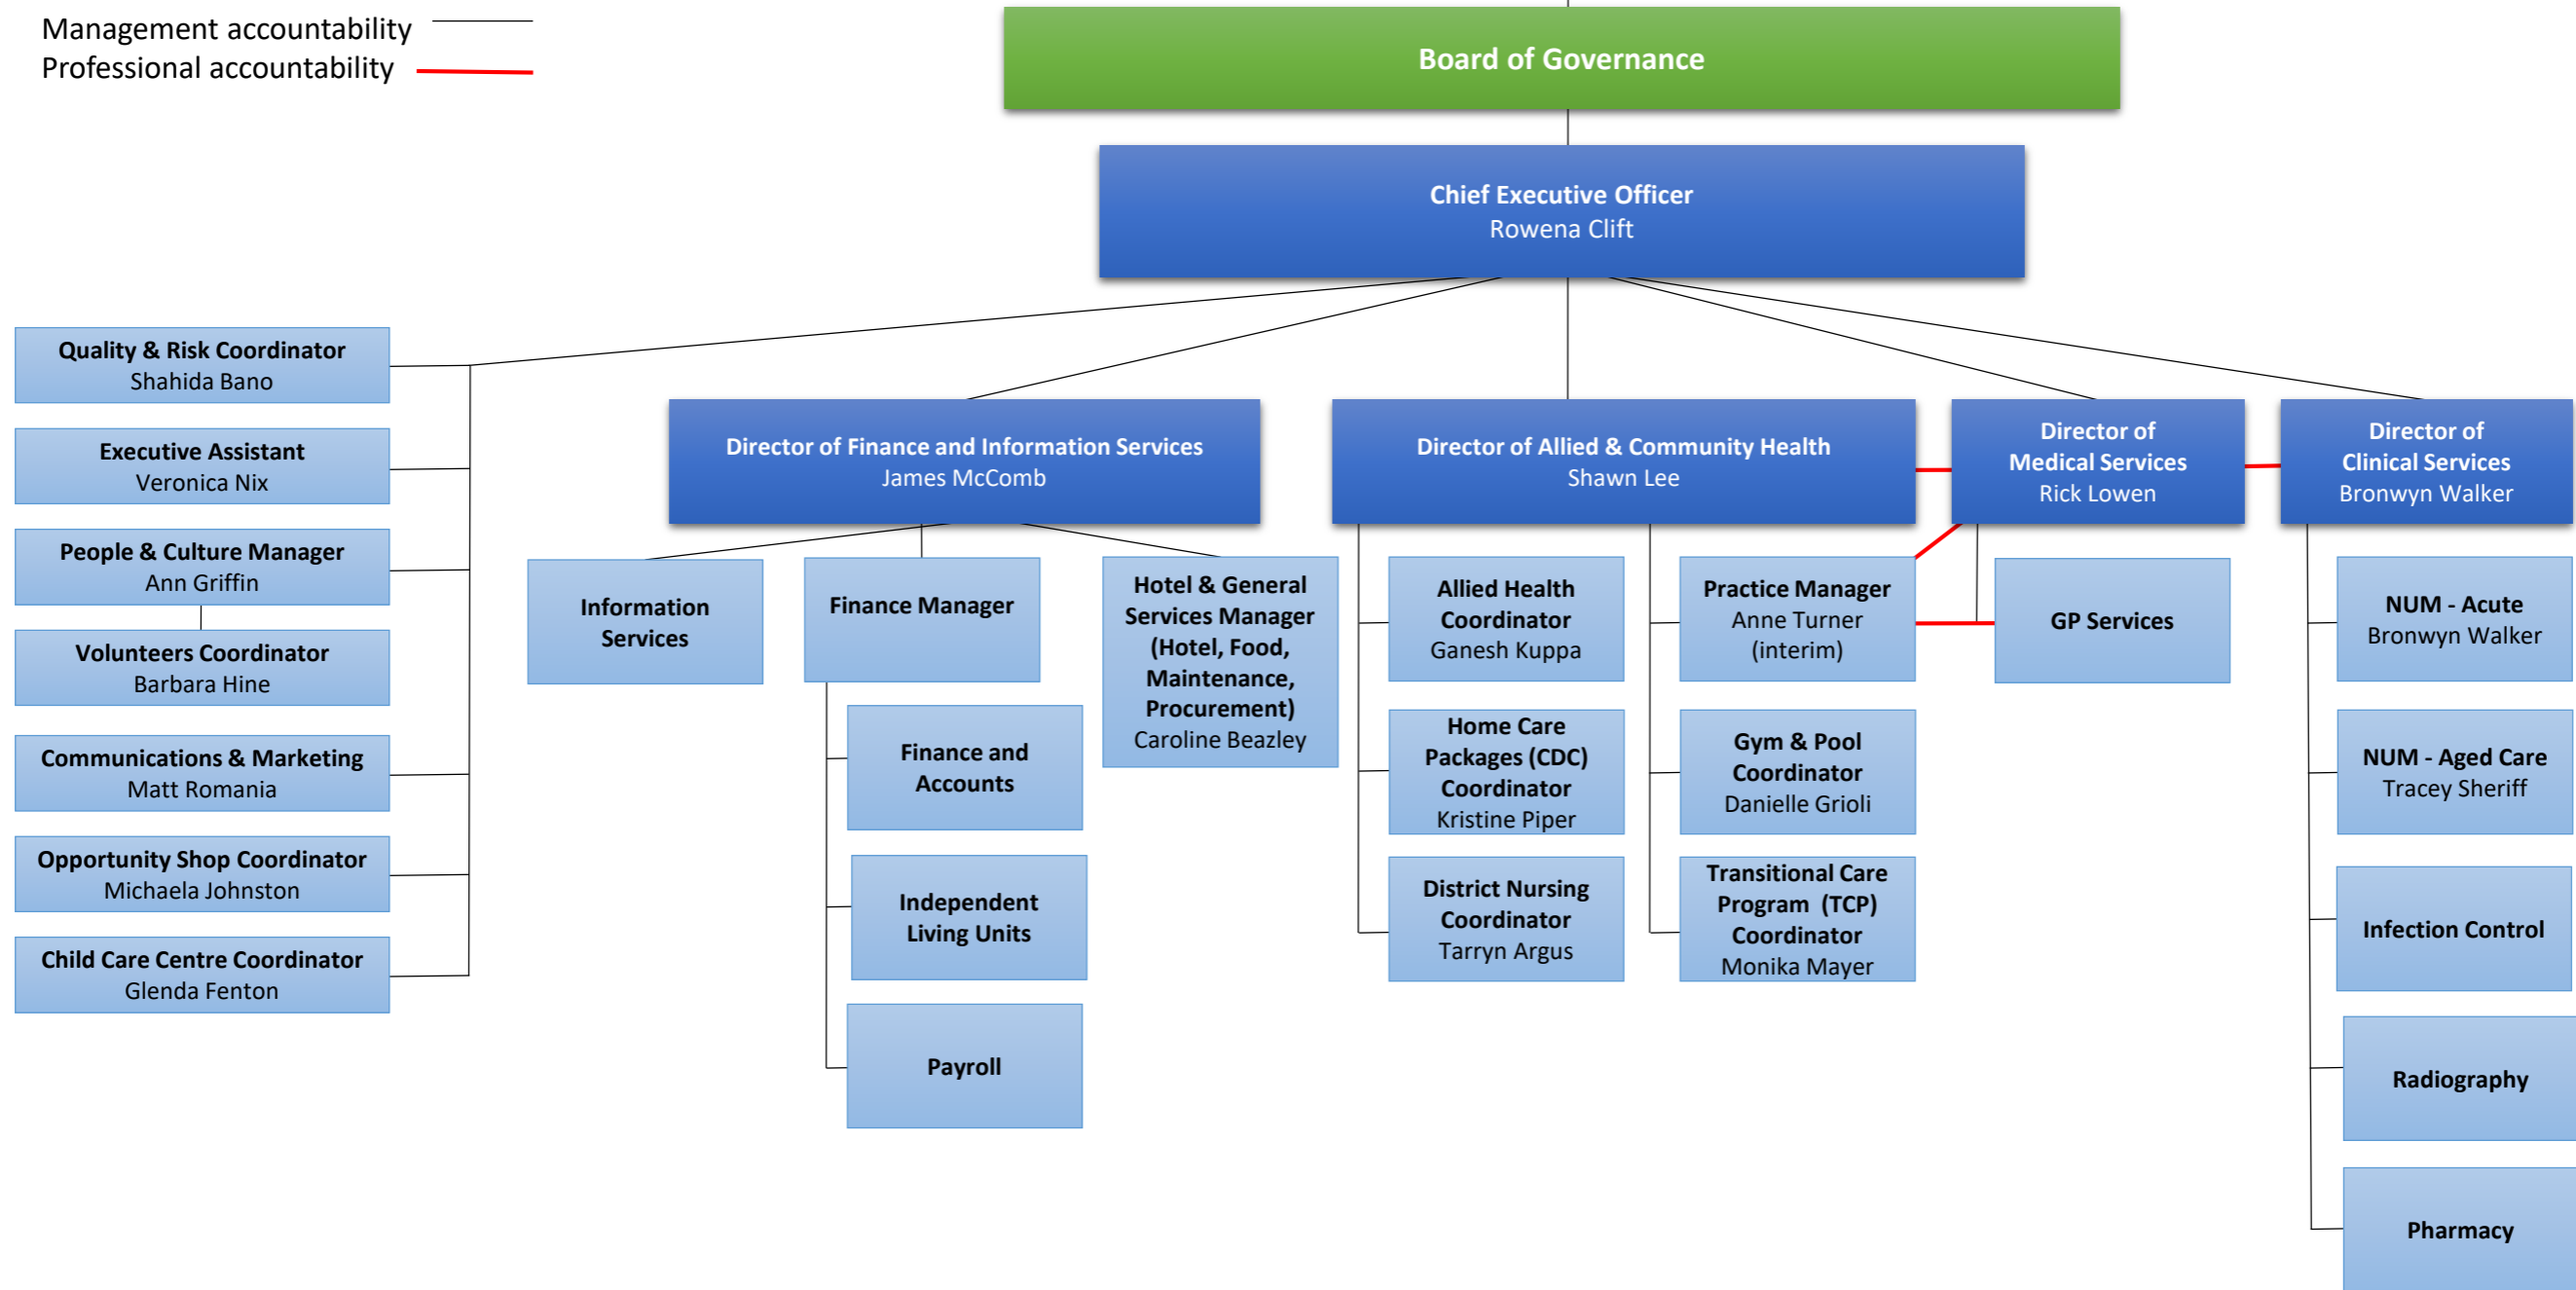 Management accountability
Professional accountability
Board of Governance
Chief Executive Officer
Rowena Clift
Quality & Risk Coordinator
Shahida Bano
Executive Assistant
Veronica Nix
People & Culture Manager
Ann Griffin
Volunteers Coordinator
Barbara Hine
Communications & Marketing
Matt Romania
Opportunity Shop Coordinator
Michaela Johnston
Child Care Centre Coordinator
Glenda Fenton
Director of Finance and Information Services
James McComb
Information
Services
Finance Manager
Finance and
Accounts
Independent
Living Units
Payroll
Hotel & General
Services Manager
(Hotel, Food,
Maintenance,
Procurement)
Caroline Beazley
Director of Allied & Community Health
Shawn Lee
Allied Health
Coordinator
Ganesh Kuppa
Home Care
Packages (CDC)
Coordinator
Kristine Piper
District Nursing
Coordinator
Tarryn Argus
Practice Manager
Anne Turner
(interim)
Gym & Pool
Coordinator
Danielle Grioli
Transitional Care
Program (TCP)
Coordinator
Monika Mayer
Director of
Medical Services
Rick Lowen
GP Services
Director of
Clinical Services
Bronwyn Walker
NUM - Acute
Bronwyn Walker
NUM - Aged Care
Tracey Sheriff
Infection Control
Radiography
Pharmacy